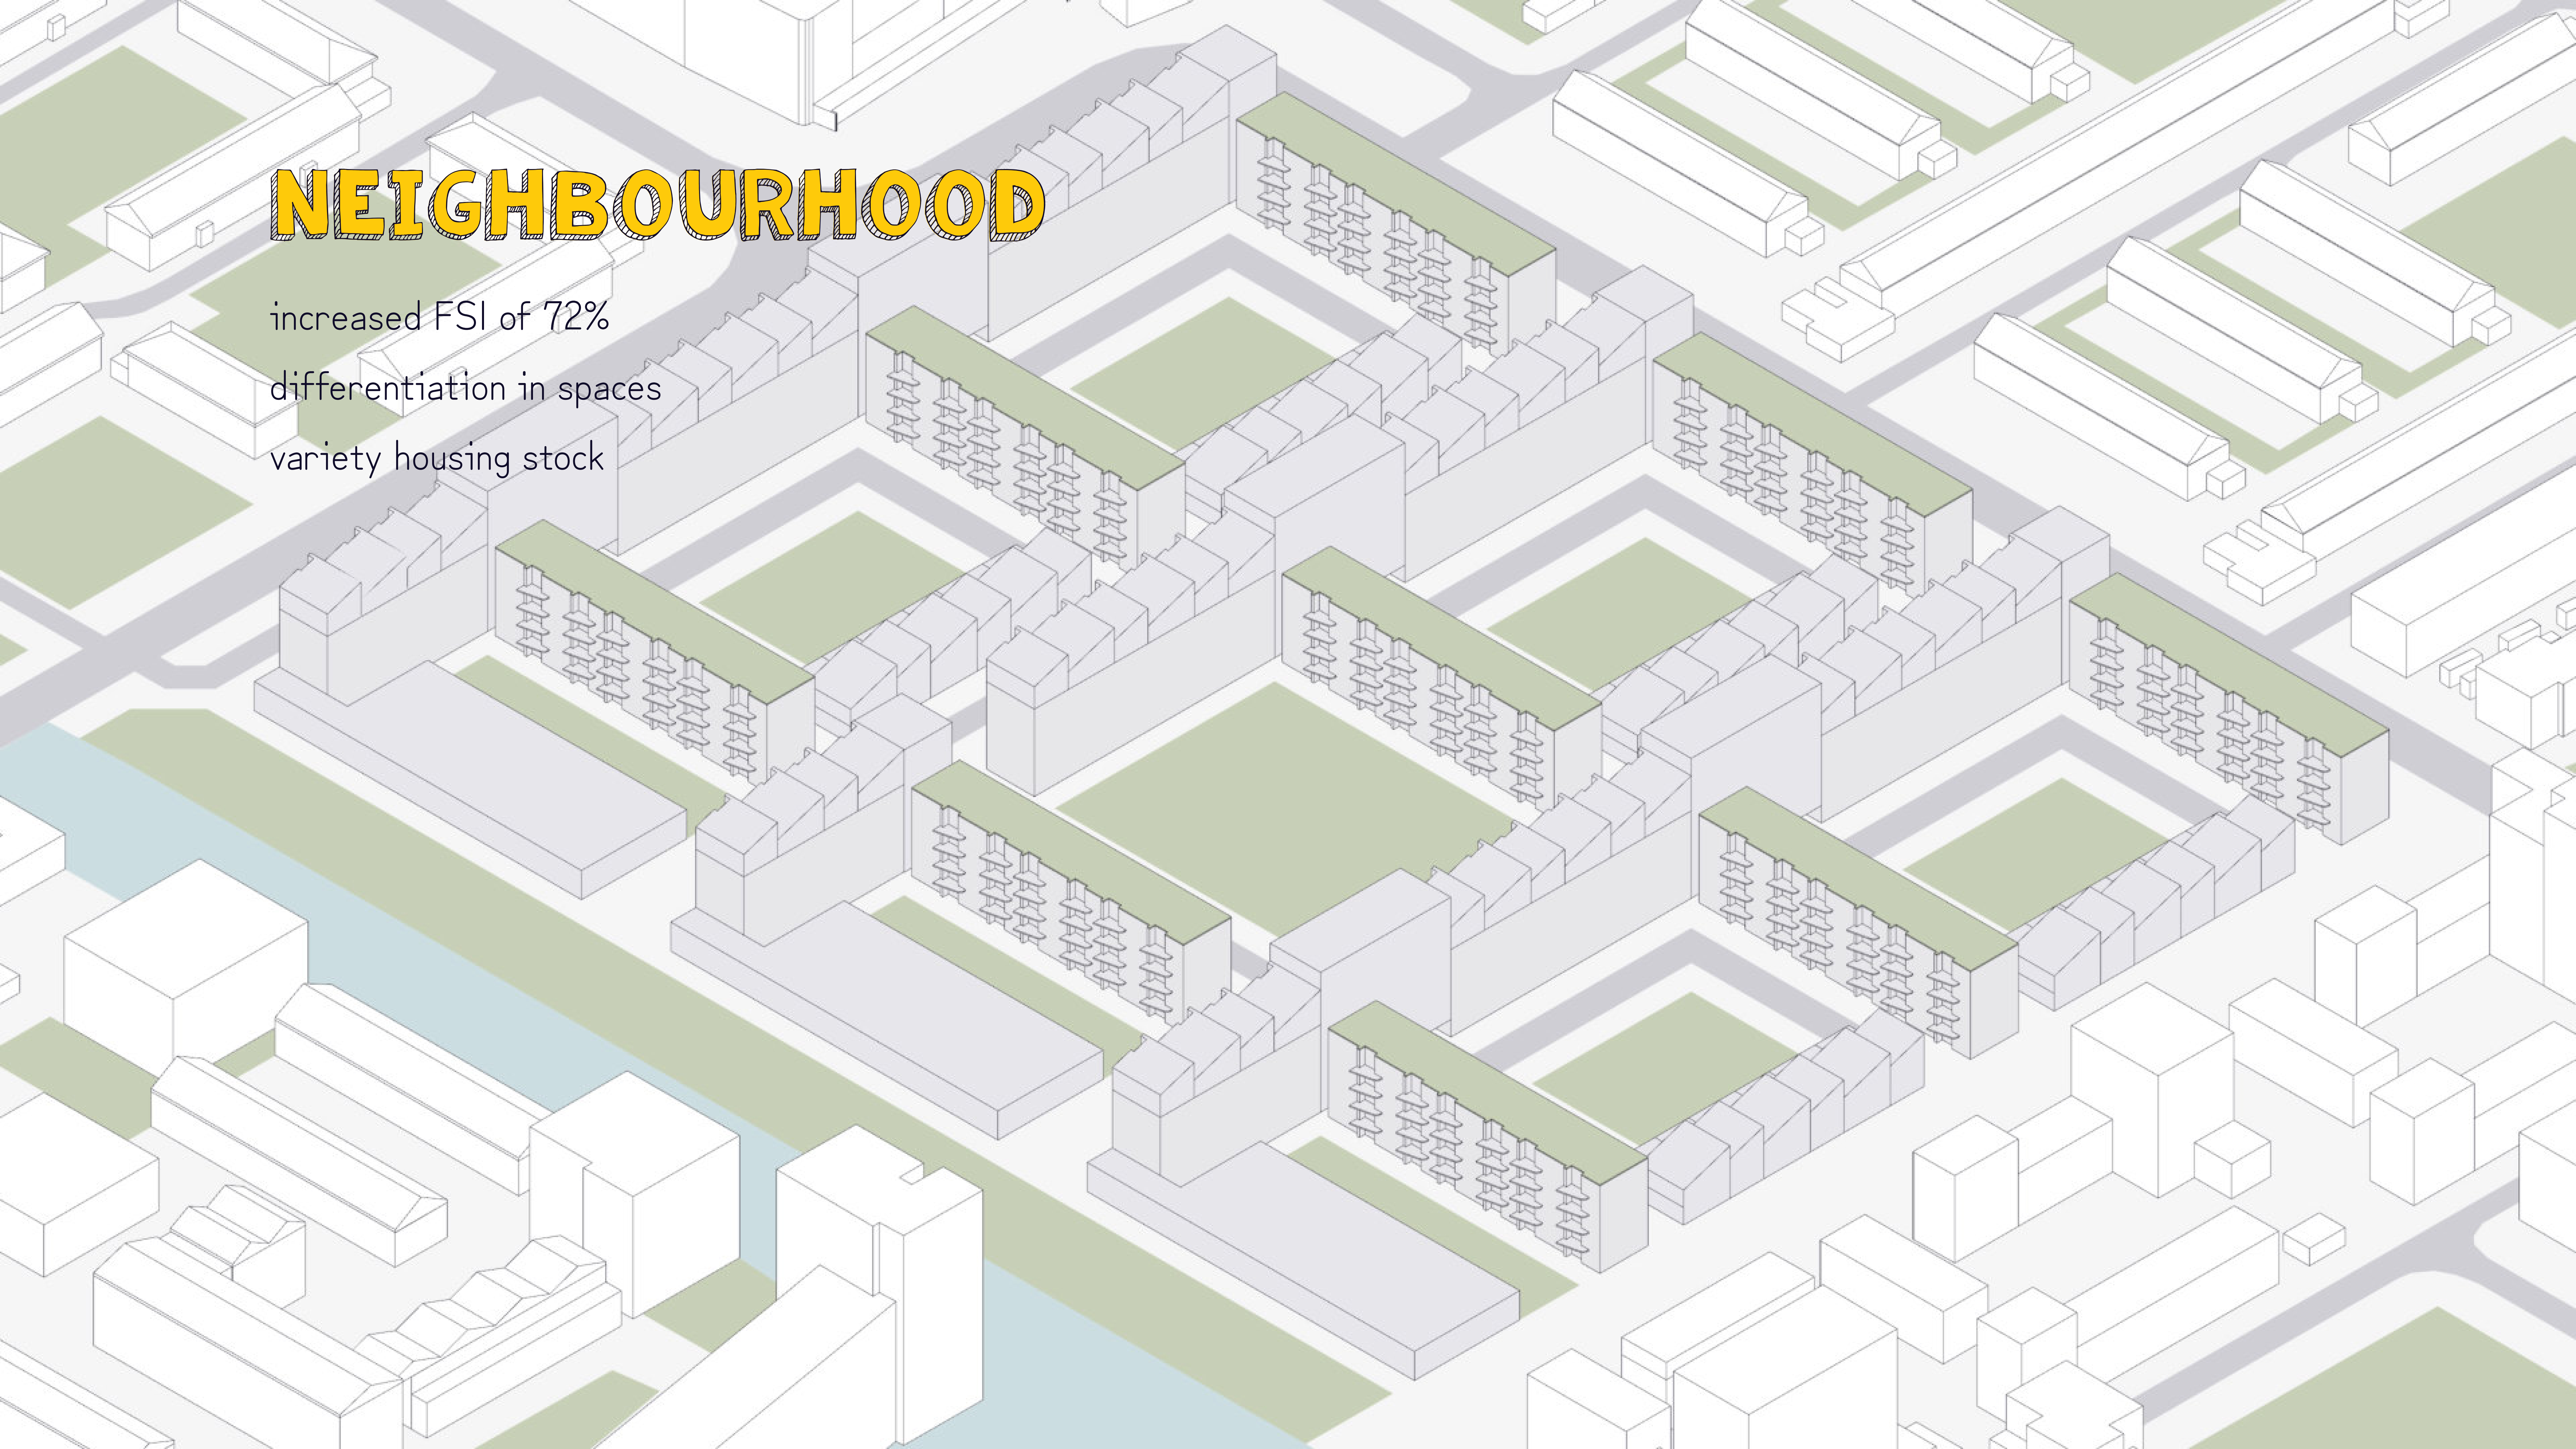 NEIGHBOURHOOD
increased FSI of 72%
differentiation in spaces
variety housing stock